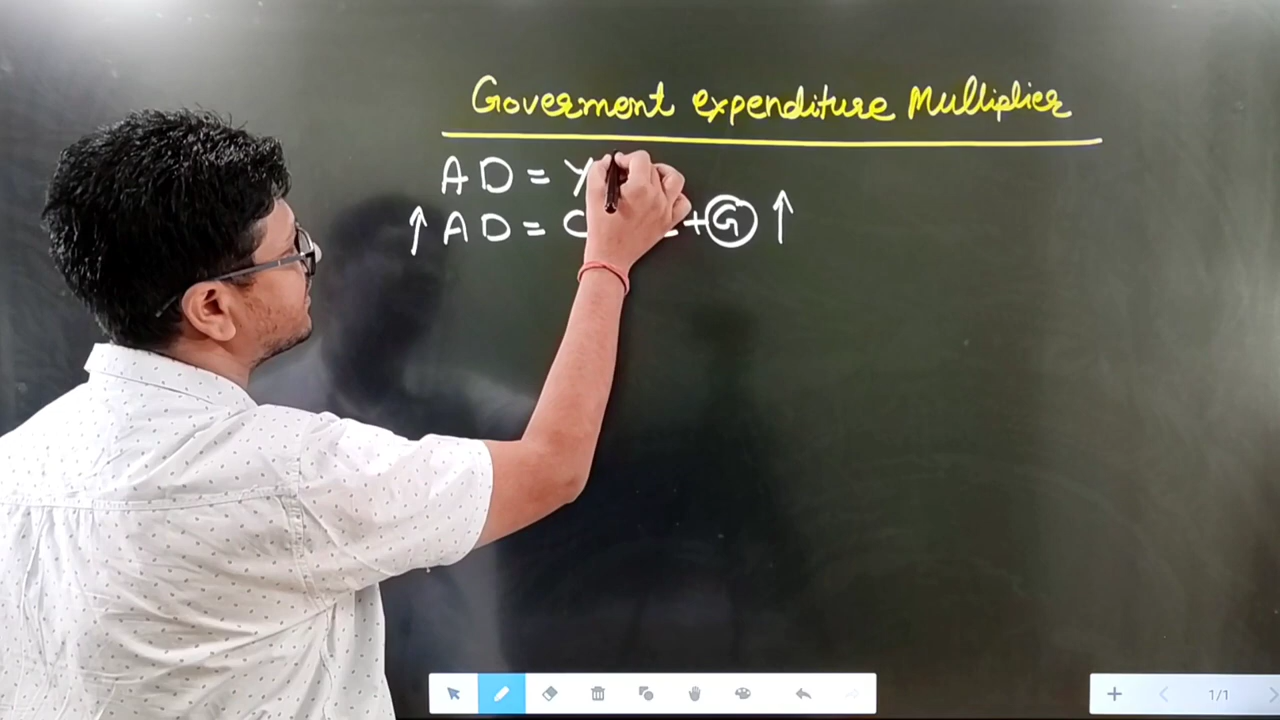 Goverment expenditure Multiplier
AD = Y
↑ AD = C + G ↑
1/1